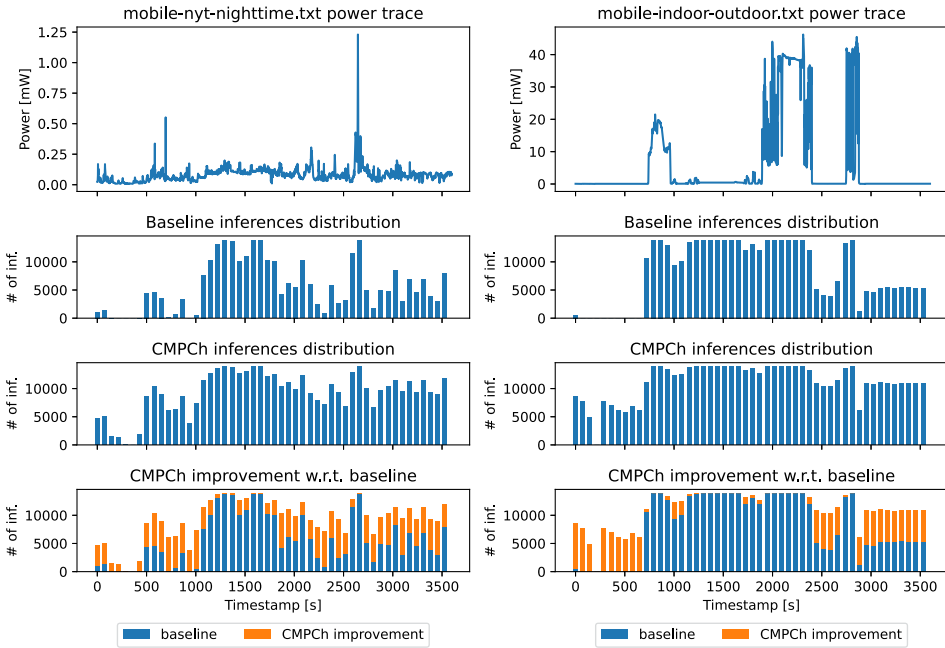 mobile-nyt-nighttime.txt power trace
1.25
1.00
0.75
0.50
0.25
0.00
Power [mW]
Baseline inferences distribution
10000
5000
0
# of inf.
CMPCh inferences distribution
10000
5000
0
# of inf.
CMPCh improvement w.r.t. baseline
10000
5000
0
# of inf.
0 500 1000 1500 2000 2500 3000 3500
Timestamp [s]
baseline CMPCh improvement
mobile-indoor-outdoor.txt power trace
40
30
20
10
0
Power [mW]
Baseline inferences distribution
10000
5000
0
# of inf.
CMPCh inferences distribution
10000
5000
0
# of inf.
CMPCh improvement w.r.t. baseline
10000
5000
0
# of inf.
0 500 1000 1500 2000 2500 3000 3500
Timestamp [s]
baseline CMPCh improvement